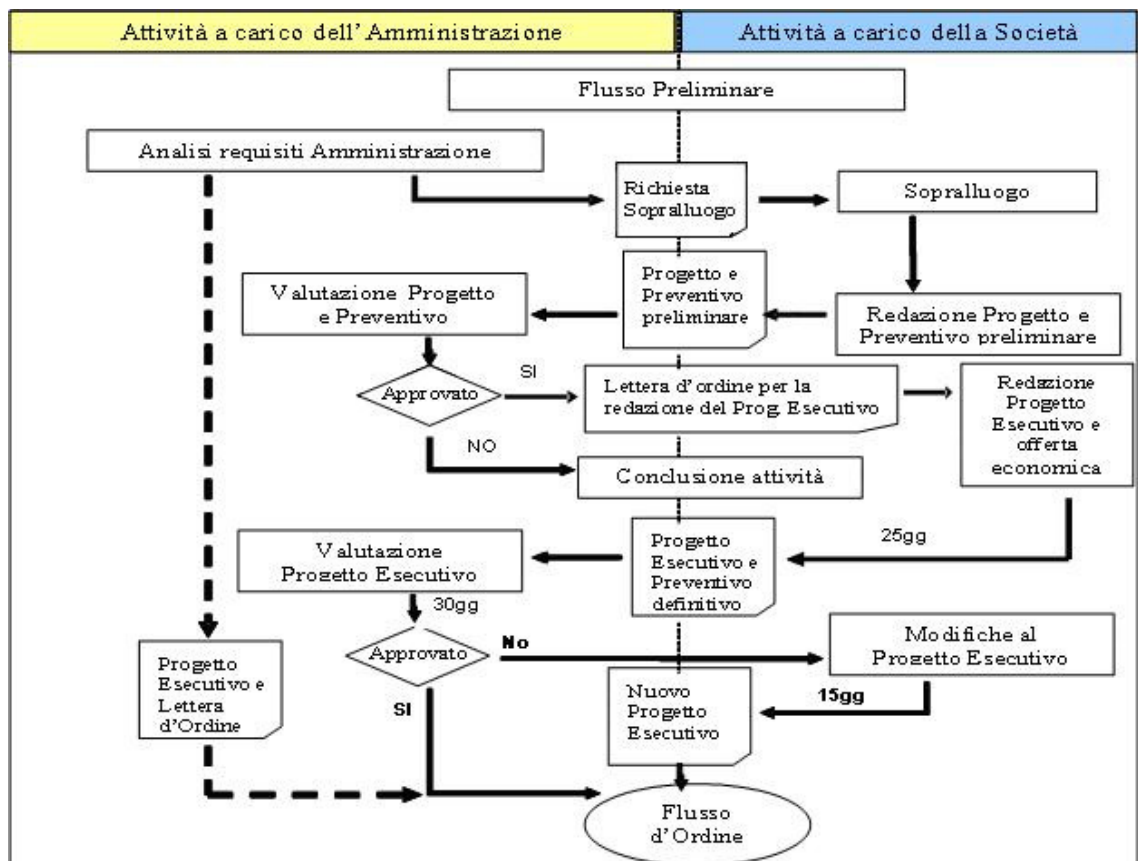 Attività a carico dell'Amministrazione
Attività a carico della Società
Flusso Preliminare
Analisi requisiti Amministrazione
Richiesta
Sopralluogo
Sopralluogo
Valutazione Progetto
e Preventivo
Progetto e
Preventivo
preliminare
Redazione Progetto e
Preventivo preliminare
Approvato
SI
Lettera d'ordine per la
redazione del Prog. Esecutivo
Redazione
Progetto
Esecutivo e
offerta
economica
NO
Conclusione attività
25gg
Valutazione
Progetto Esecutivo
Progetto
Esecutivo e
Preventivo
definitivo
30gg
Approvato
No
Modifiche al
Progetto Esecutivo
Progetto
Esecutivo e
Lettera
d'Ordine
SI
Nuovo
Progetto
Esecutivo
15gg
Flusso
d'Ordine